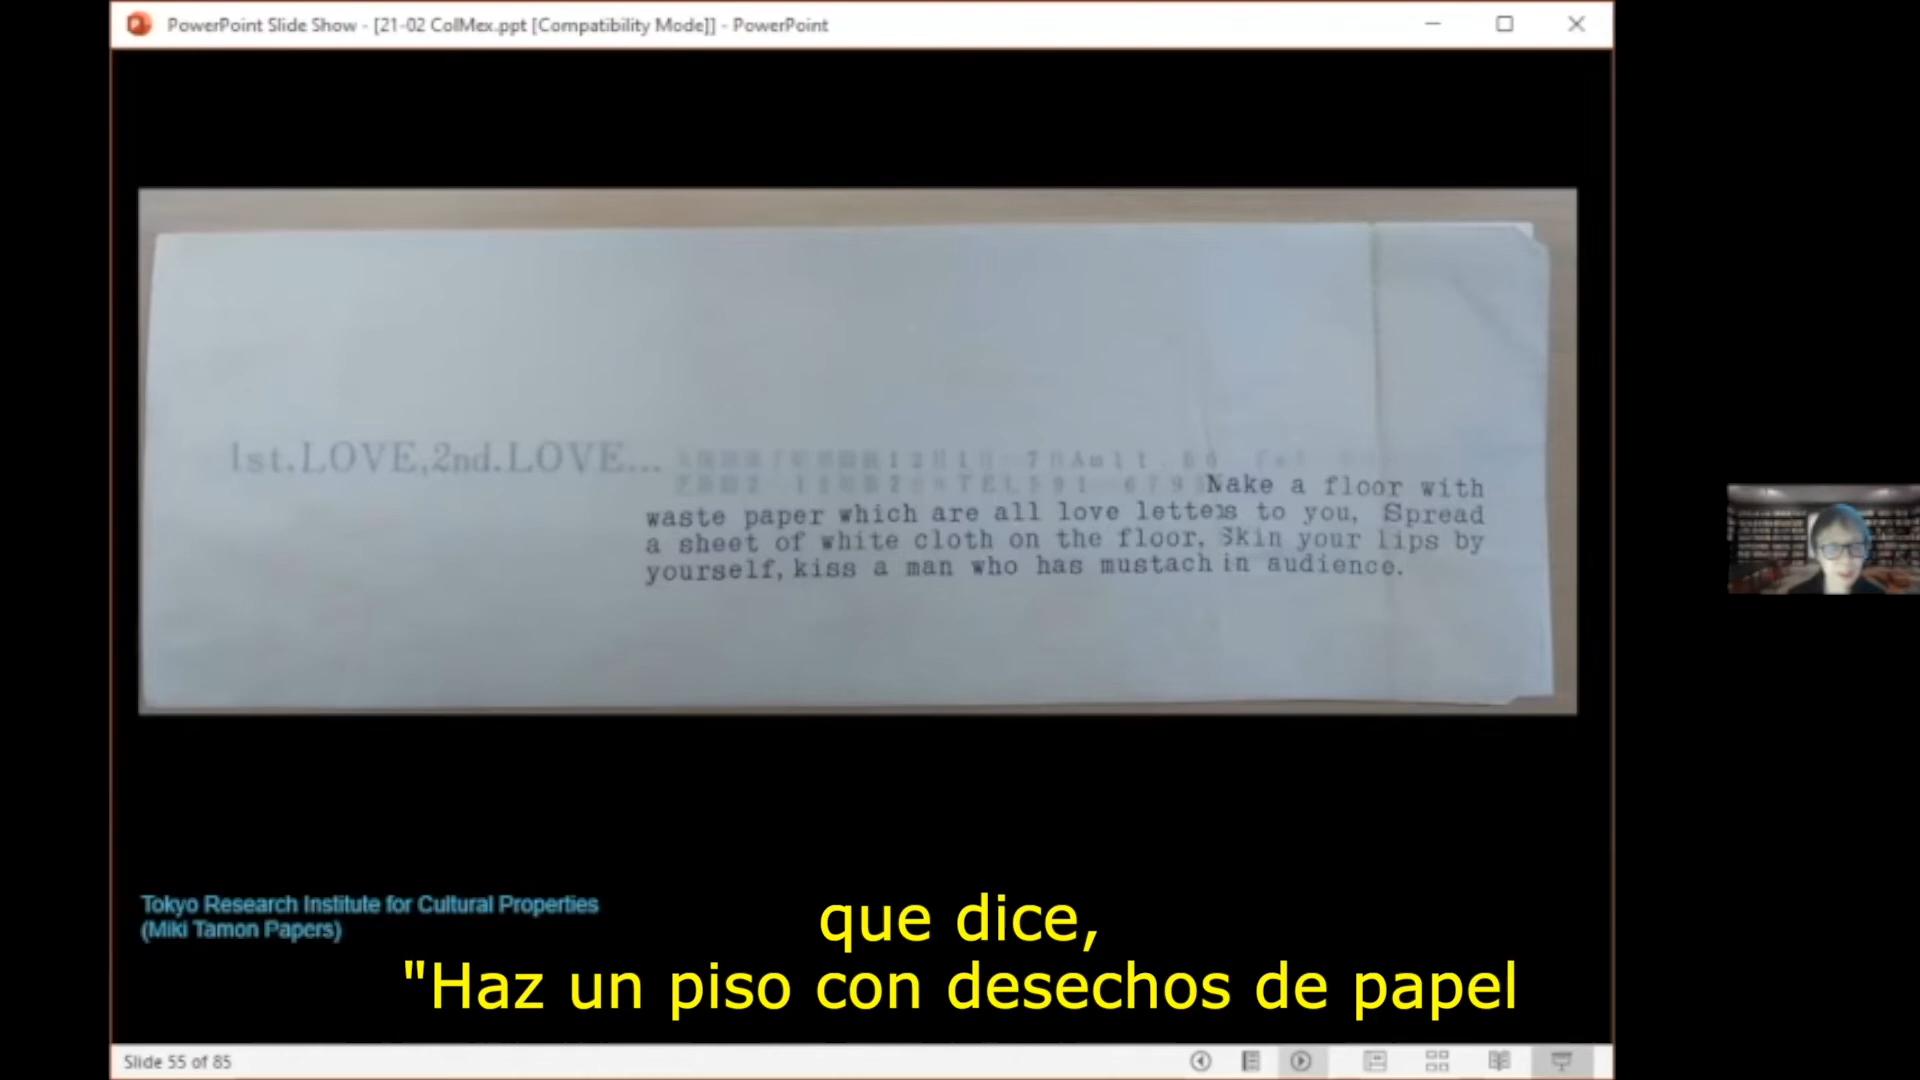 PowerPoint Slide Show - [21-02 ColMex.ppt [Compatibility Mode]] - PowerPoint
1st.LOVE,2nd.LOVE...
Make a floor with
waste paper which are all love letters to you, Spread
a sheet of white cloth on the floor. Skin your lips by
yourself, kiss a man who has mustach in audience.
Tokyo Research Institute for Cultural Properties
(Miki Tamon Papers)
que dice,
"Haz un piso con desechos de papel
Slide 55 of 85